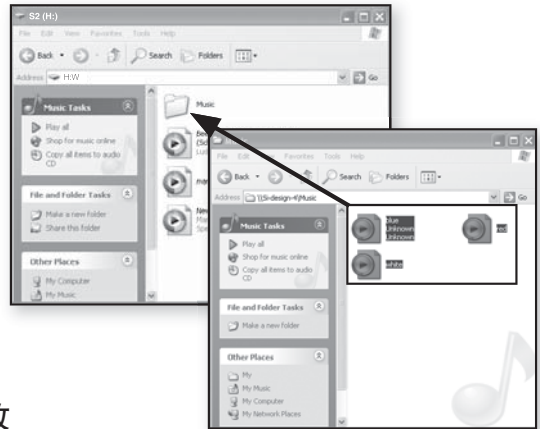 S2 (H:)
File Edit View Favorites Tools Help
Back Search Folders
Address H:\V Go
Music Tasks
Play all
Shop for music online
Copy all items to audio
CD
File and Folder Tasks
Make a new folder
Share this folder
Other Places
My Computer
My Music
Music
File Edit Favorites Tools Help
Back Search Folders
Address \\Si-design-4\Music Go
Music Tasks
Play all
Shop for music online
Copy all items to audio
CD
File and Folder Tasks
Make a new folder
Other Places
My
My Music
My Computer
My Network Places
blue
Unknown
Unknown
red
white